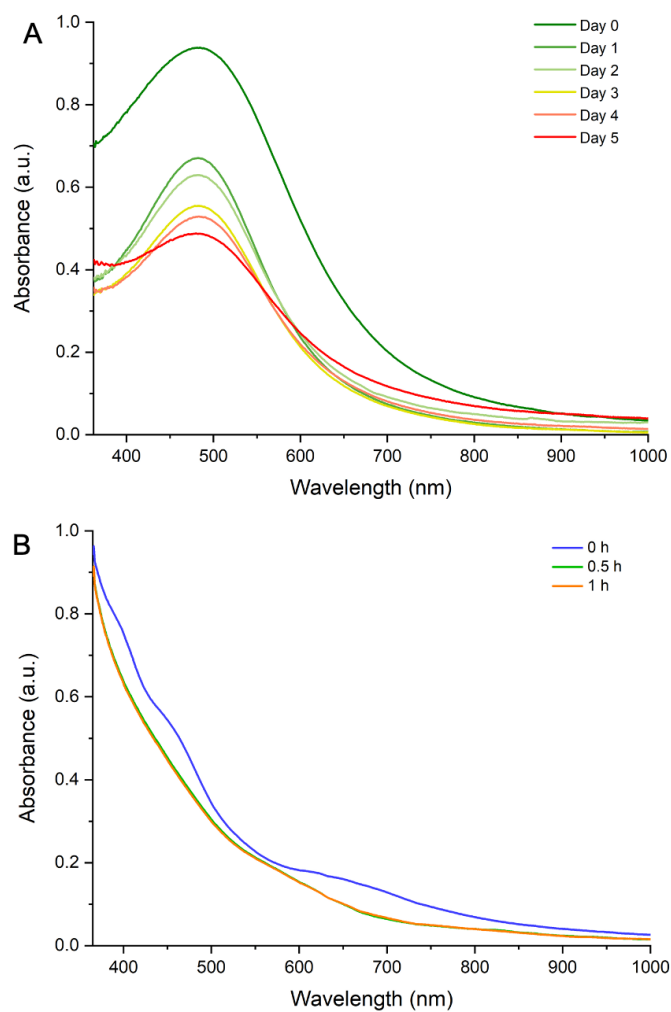 A
Day 0
Day 1
Day 2
Day 3
Day 4
Day 5
1.0
0.8
0.6
0.4
0.2
0.0
Absorbance (a.u.)
400 500 600 700 800 900 1000
Wavelength (nm)
B
0 h
0.5 h
1 h
1.0
0.8
0.6
0.4
0.2
0.0
Absorbance (a.u.)
400 500 600 700 800 900 1000
Wavelength (nm)